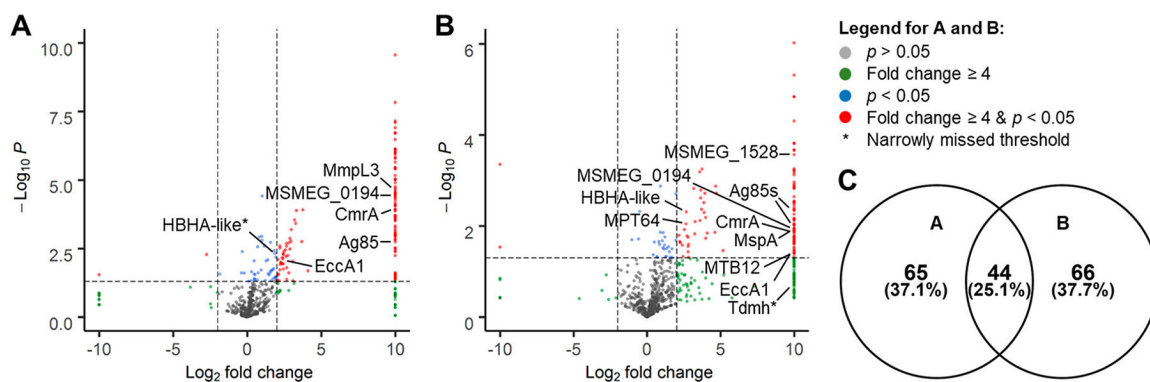 A
10.0
7.5
5.0
2.5
0.0
-10
-5
0
5
10
– Log10 P
Log2 fold change
MmpL3
MSMEG_0194
CmrA
HBHA-like*
Ag85
EccA1
B
6
4
2
0
-10
-5
0
5
10
– Log10 P
Log2 fold change
MSMEG_1528
MSMEG_0194
Ag85s
HBHA-like
MPT64
CmrA
MspA
MTB12
EccA1
Tdmh*
Legend for A and B:
p > 0.05
Fold change ≥ 4
p < 0.05
Fold change ≥ 4 & p < 0.05
* Narrowly missed threshold
C
A
B
65
(37.1%)
44
(25.1%)
66
(37.7%)